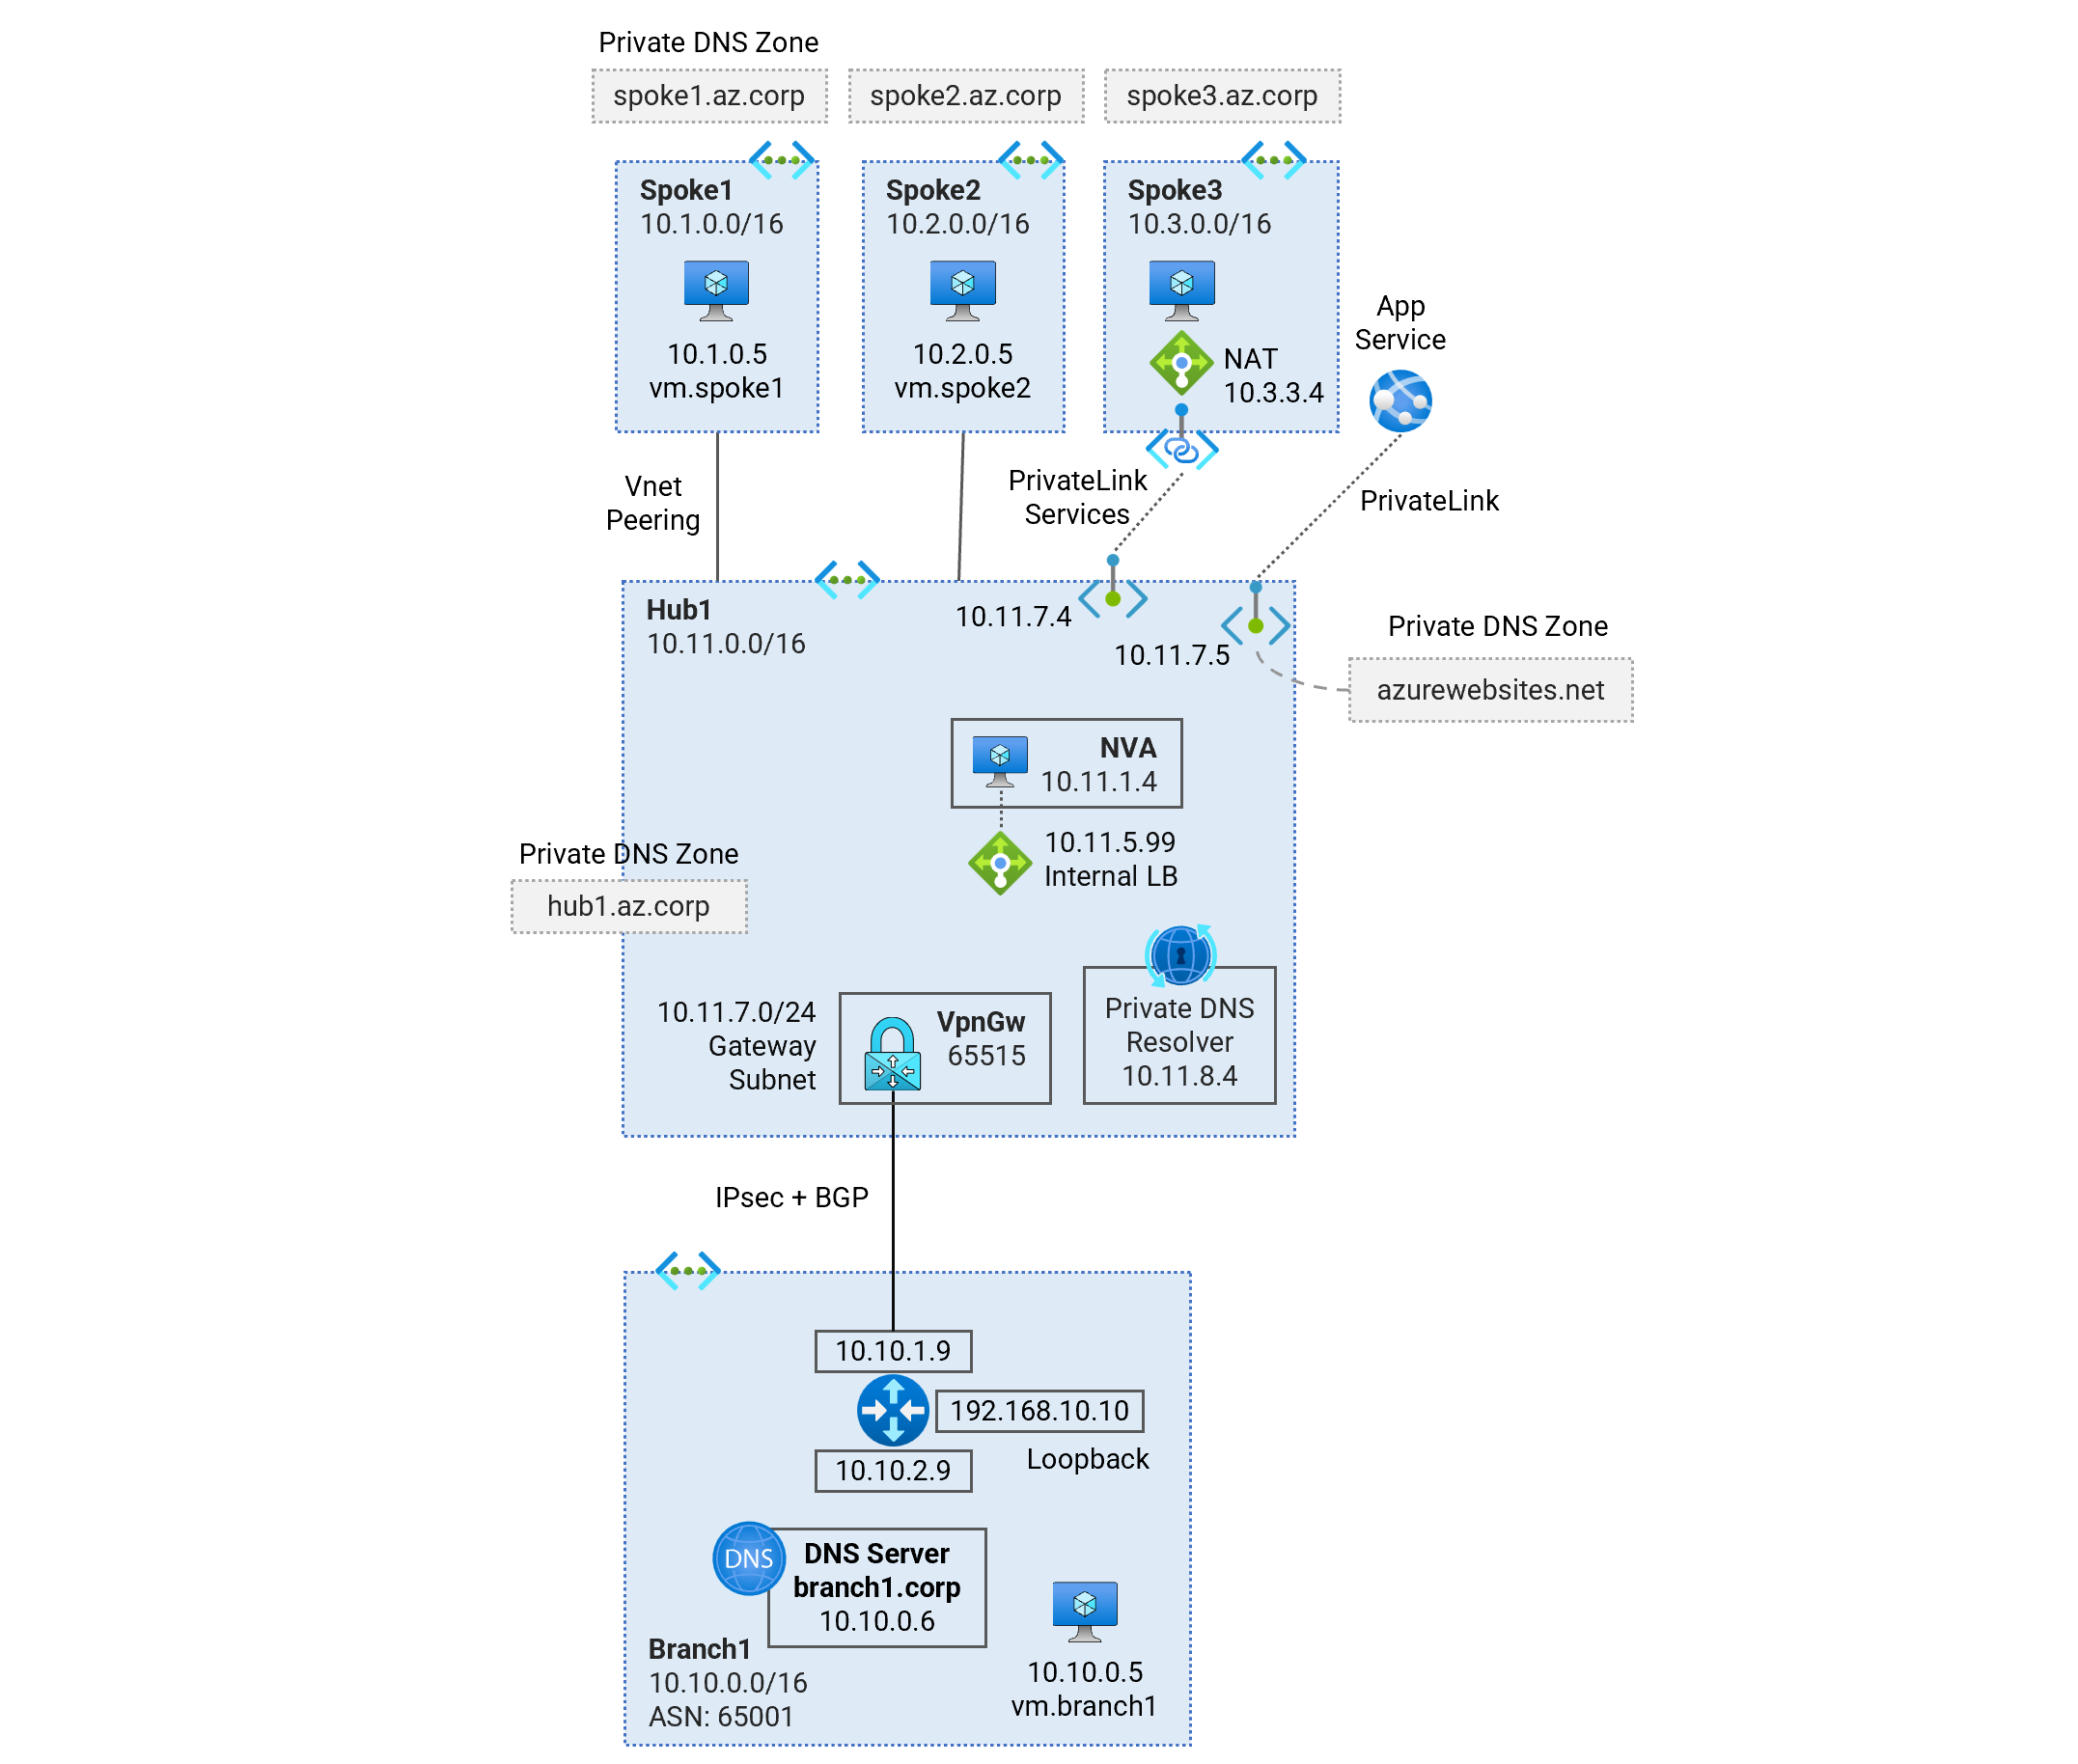 Private DNS Zone
spoke1.az.corp
spoke2.az.corp
spoke3.az.corp
Spoke1
10.1.0.0/16
10.1.0.5
vm.spoke1
Spoke2
10.2.0.0/16
10.2.0.5
vm.spoke2
Spoke3
10.3.0.0/16
NAT
10.3.3.4
App
Service
Vnet
Peering
PrivateLink
Services
PrivateLink
Hub1
10.11.0.0/16
10.11.7.4
10.11.7.5
Private DNS Zone
azurewebsites.net
NVA
10.11.1.4
10.11.5.99
Internal LB
Private DNS Zone
hub1.az.corp
10.11.7.0/24
Gateway
Subnet
VpnGw
65515
Private DNS
Resolver
10.11.8.4
IPsec + BGP
10.10.1.9
192.168.10.10
Loopback
10.10.2.9
DNS
DNS Server
branch1.corp
10.10.0.6
Branch1
10.10.0.0/16
ASN: 65001
10.10.0.5
vm.branch1